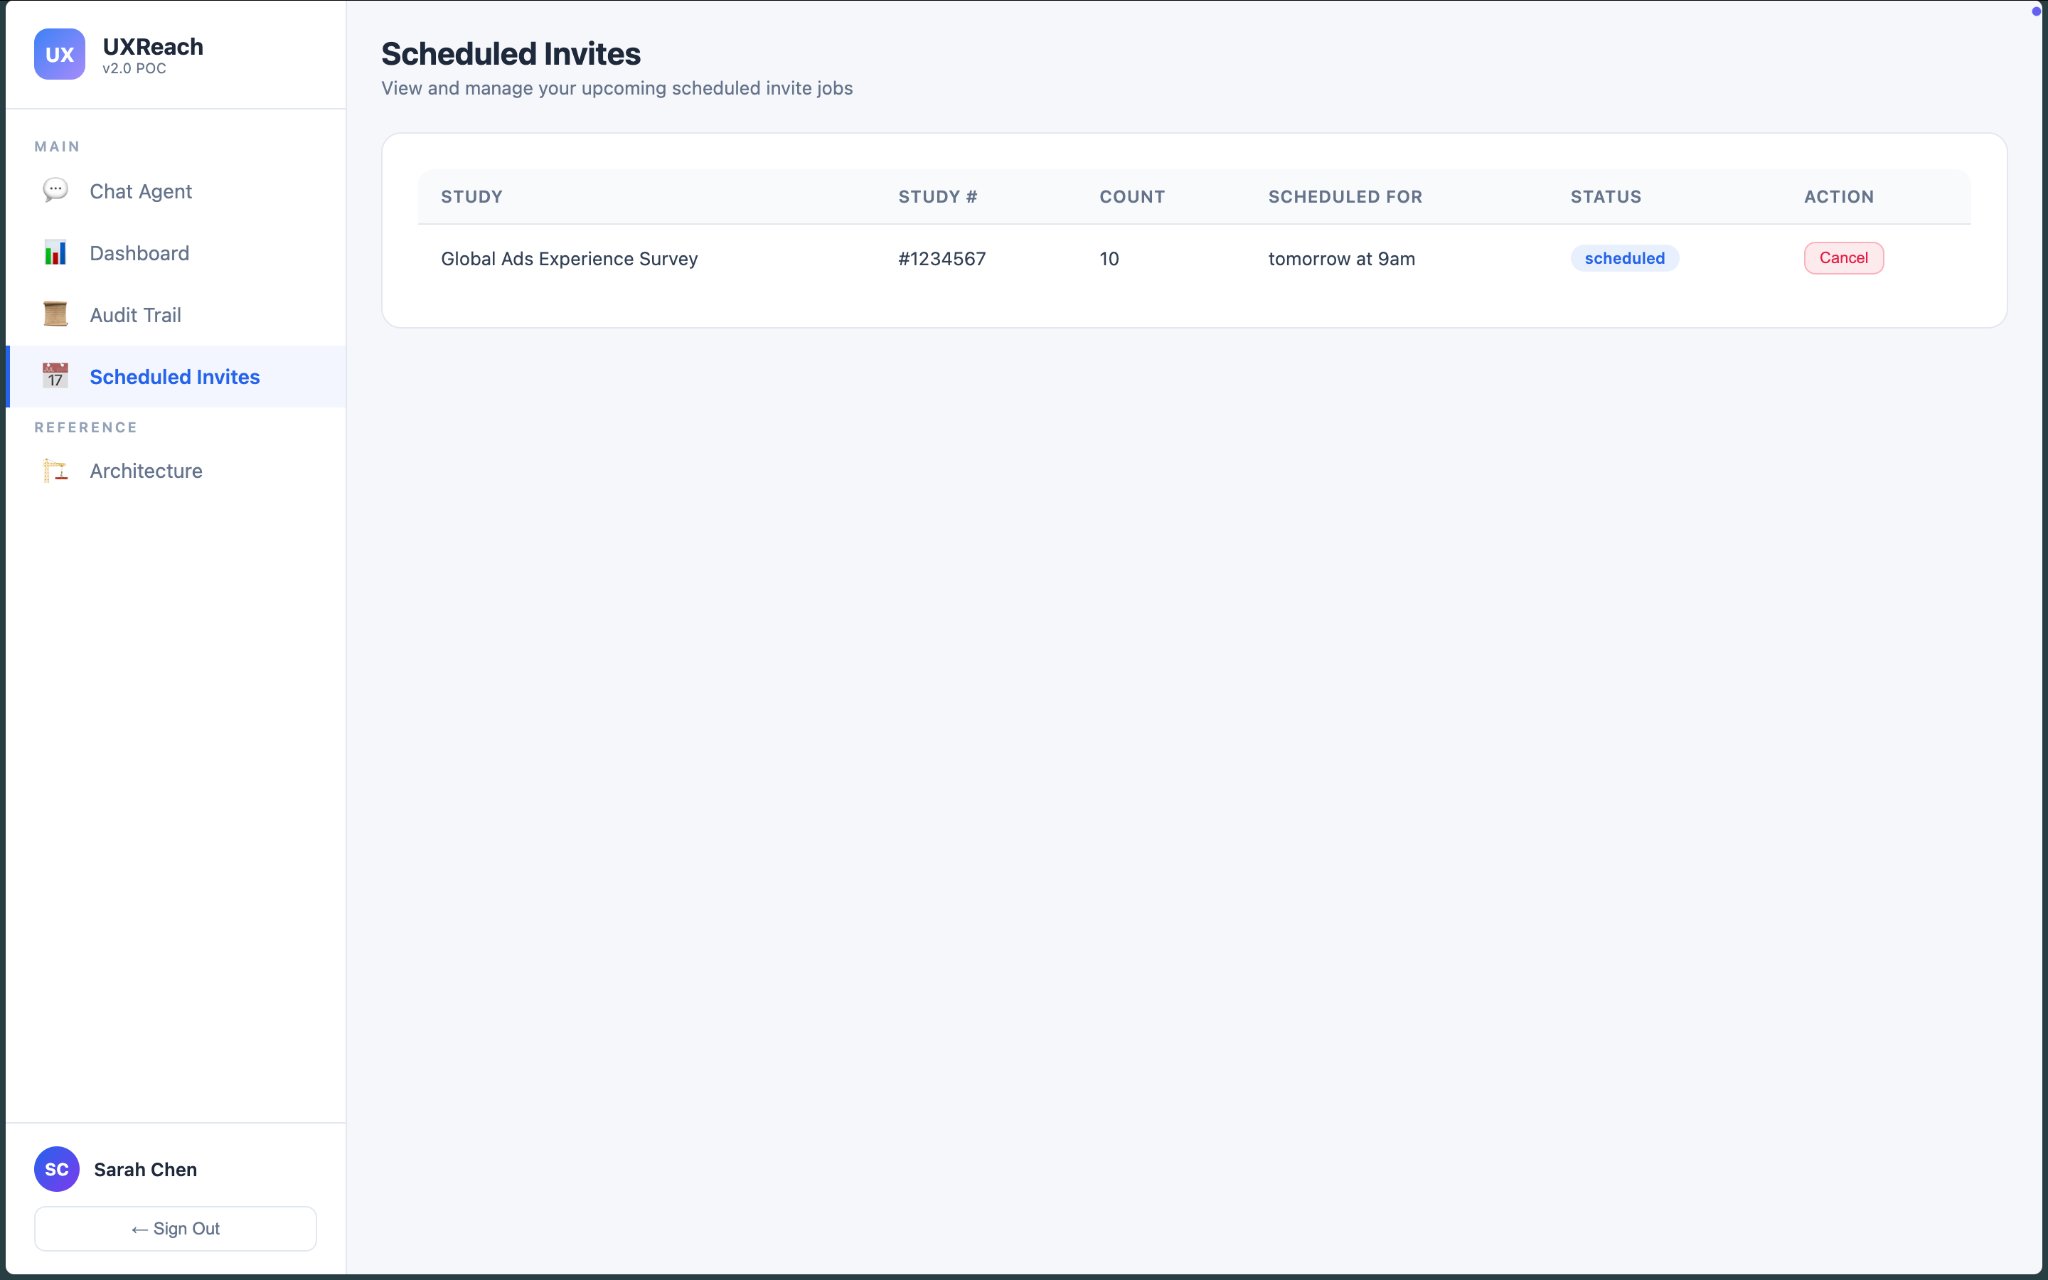 UX
UXReach
v2.0 POC
MAIN
Chat Agent
Dashboard
Audit Trail
17
Scheduled Invites
REFERENCE
Architecture
SC
Sarah Chen
← Sign Out
Scheduled Invites
View and manage your upcoming scheduled invite jobs
STUDY STUDY # COUNT SCHEDULED FOR STATUS ACTION
Global Ads Experience Survey #1234567 10 tomorrow at 9am scheduled Cancel